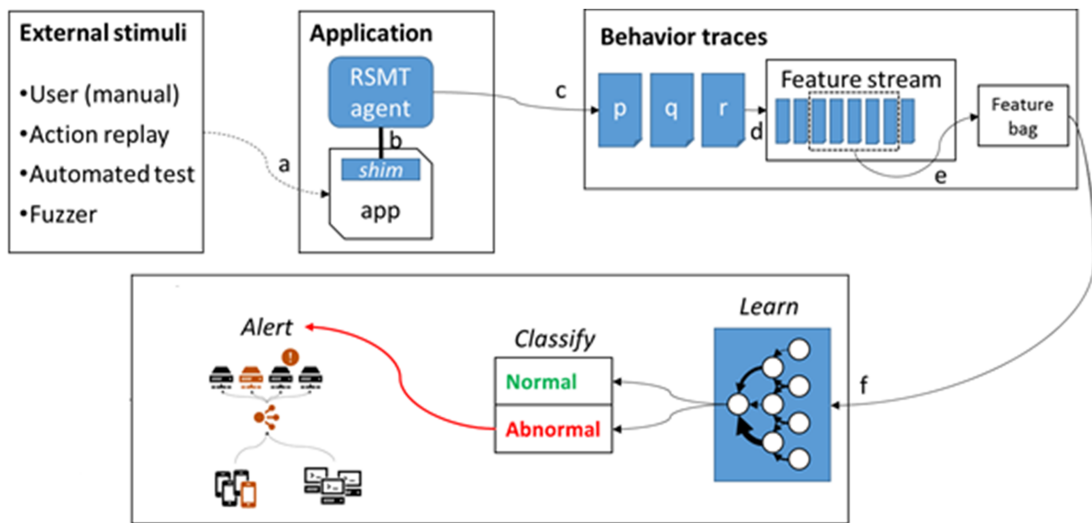 External stimuli
•User (manual)
•Action replay
•Automated test
•Fuzzer
a
Application
RSMT
agent
b
shim
app
c
Behavior traces
p
q
r
d
Feature stream
e
Feature
bag
f
Learn
Classify
Normal
Abnormal
Alert
!